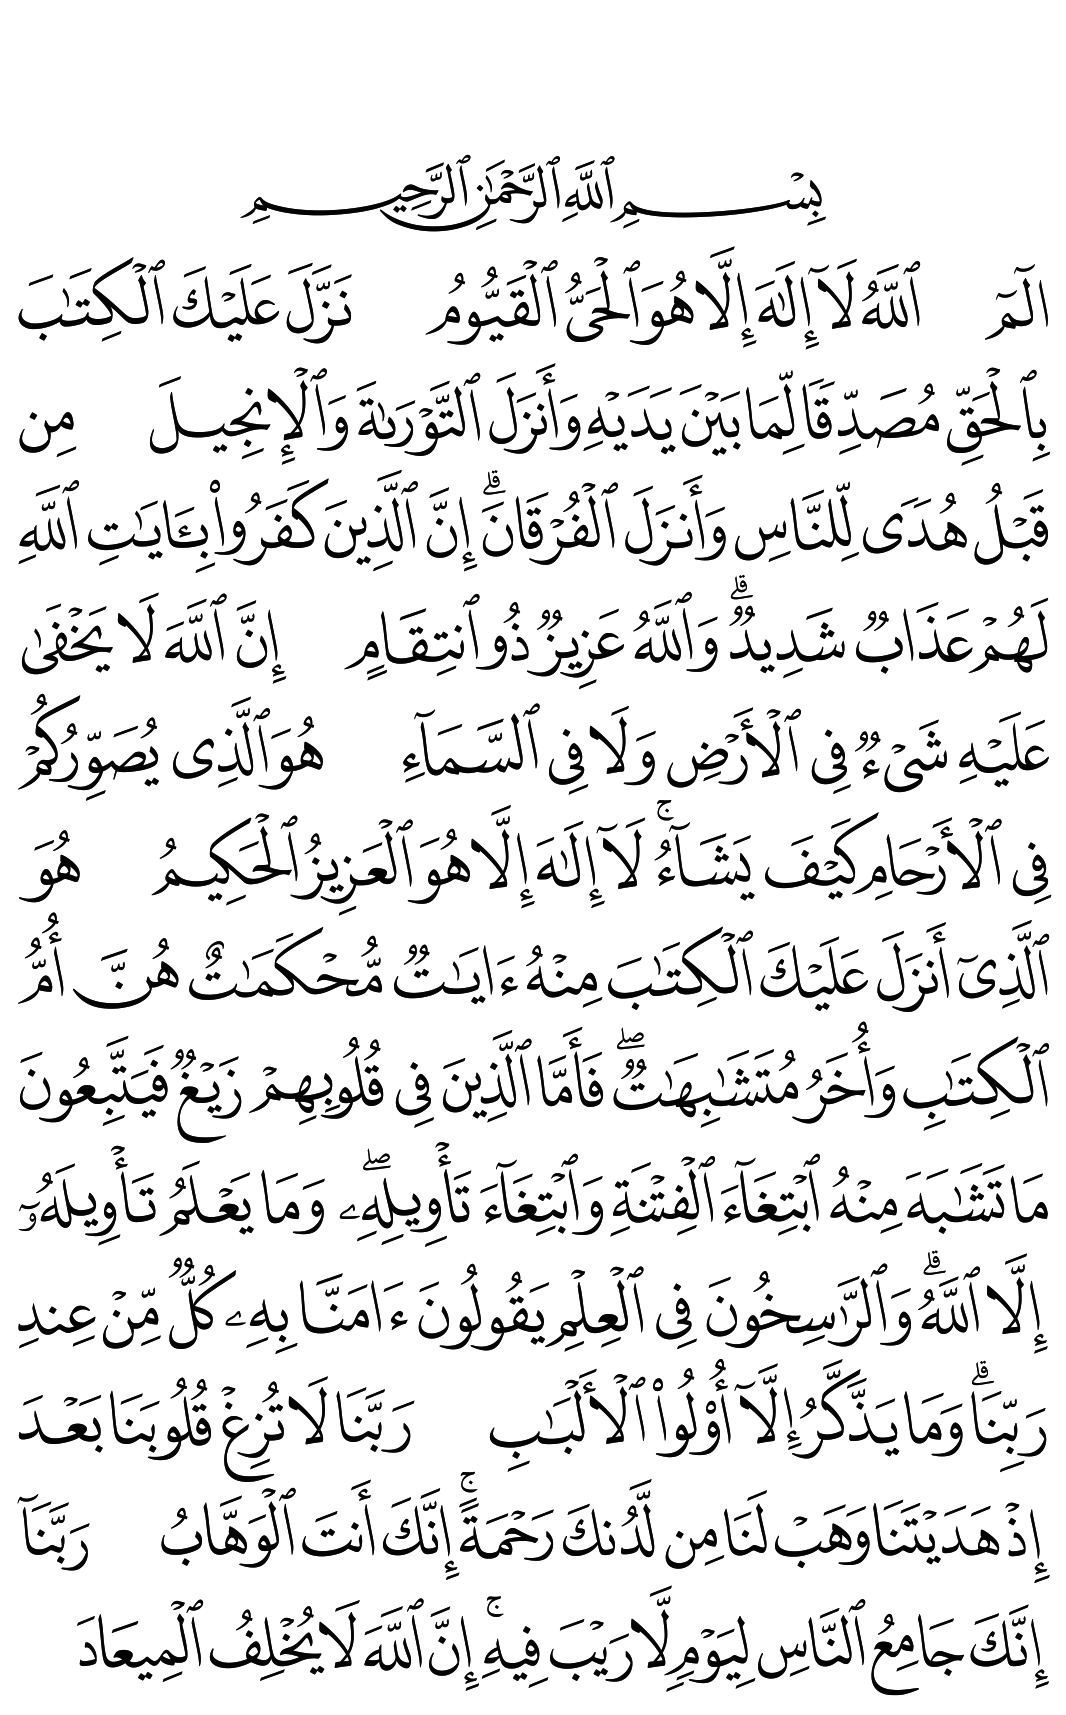 بِسْمِ ٱللَّهِ ٱلرَّحْمَٰنِ ٱلرَّحِيمِ
الٓمٓ ٱللَّهُ لَآ إِلَٰهَ إِلَّا هُوَ ٱلْحَىُّ ٱلْقَيُّومُ نَزَّلَ عَلَيْكَ ٱلْكِتَٰبَ
بِٱلْحَقِّ مُصَدِّقًا لِّمَا بَيْنَ يَدَيْهِ وَأَنزَلَ ٱلتَّوْرَىٰةَ وَٱلْإِنجِيلَ مِن
قَبْلُ هُدًى لِّلنَّاسِ وَأَنزَلَ ٱلْفُرْقَانَ ۗ إِنَّ ٱلَّذِينَ كَفَرُوا۟ بِـَٔايَٰتِ ٱللَّهِ
لَهُمْ عَذَابٌ شَدِيدٌ ۗ وَٱللَّهُ عَزِيزٌ ذُو ٱنتِقَامٍ إِنَّ ٱللَّهَ لَا يَخْفَىٰ
عَلَيْهِ شَىْءٌ فِى ٱلْأَرْضِ وَلَا فِى ٱلسَّمَآءِ هُوَ ٱلَّذِى يُصَوِّرُكُمْ
فِى ٱلْأَرْحَامِ كَيْفَ يَشَآءُ ۚ لَآ إِلَٰهَ إِلَّا هُوَ ٱلْعَزِيزُ ٱلْحَكِيمُ هُوَ
ٱلَّذِىٓ أَنزَلَ عَلَيْكَ ٱلْكِتَٰبَ مِنْهُ ءَايَٰتٌ مُّحْكَمَٰتٌ هُنَّ أُمُّ
ٱلْكِتَٰبِ وَأُخَرُ مُتَشَٰبِهَٰتٌ ۖ فَأَمَّا ٱلَّذِينَ فِى قُلُوبِهِمْ زَيْغٌ فَيَتَّبِعُونَ
مَا تَشَٰبَهَ مِنْهُ ٱبْتِغَآءَ ٱلْفِتْنَةِ وَٱبْتِغَآءَ تَأْوِيلِهِۦ ۖ وَمَا يَعْلَمُ تَأْوِيلَهُۥٓ
إِلَّا ٱللَّهُ ۗ وَٱلرَّٰسِخُونَ فِى ٱلْعِلْمِ يَقُولُونَ ءَامَنَّا بِهِۦ كُلٌّ مِّنْ عِندِ
رَبِّنَا ۗ وَمَا يَذَّكَّرُ إِلَّآ أُو۟لُوا۟ ٱلْأَلْبَٰبِ رَبَّنَا لَا تُزِغْ قُلُوبَنَا بَعْدَ
إِذْ هَدَيْتَنَا وَهَبْ لَنَا مِن لَّدُنكَ رَحْمَةً ۚ إِنَّكَ أَنتَ ٱلْوَهَّابُ رَبَّنَآ
إِنَّكَ جَامِعُ ٱلنَّاسِ لِيَوْمٍ لَّا رَيْبَ فِيهِ ۚ إِنَّ ٱللَّهَ لَا يُخْلِفُ ٱلْمِيعَادَ